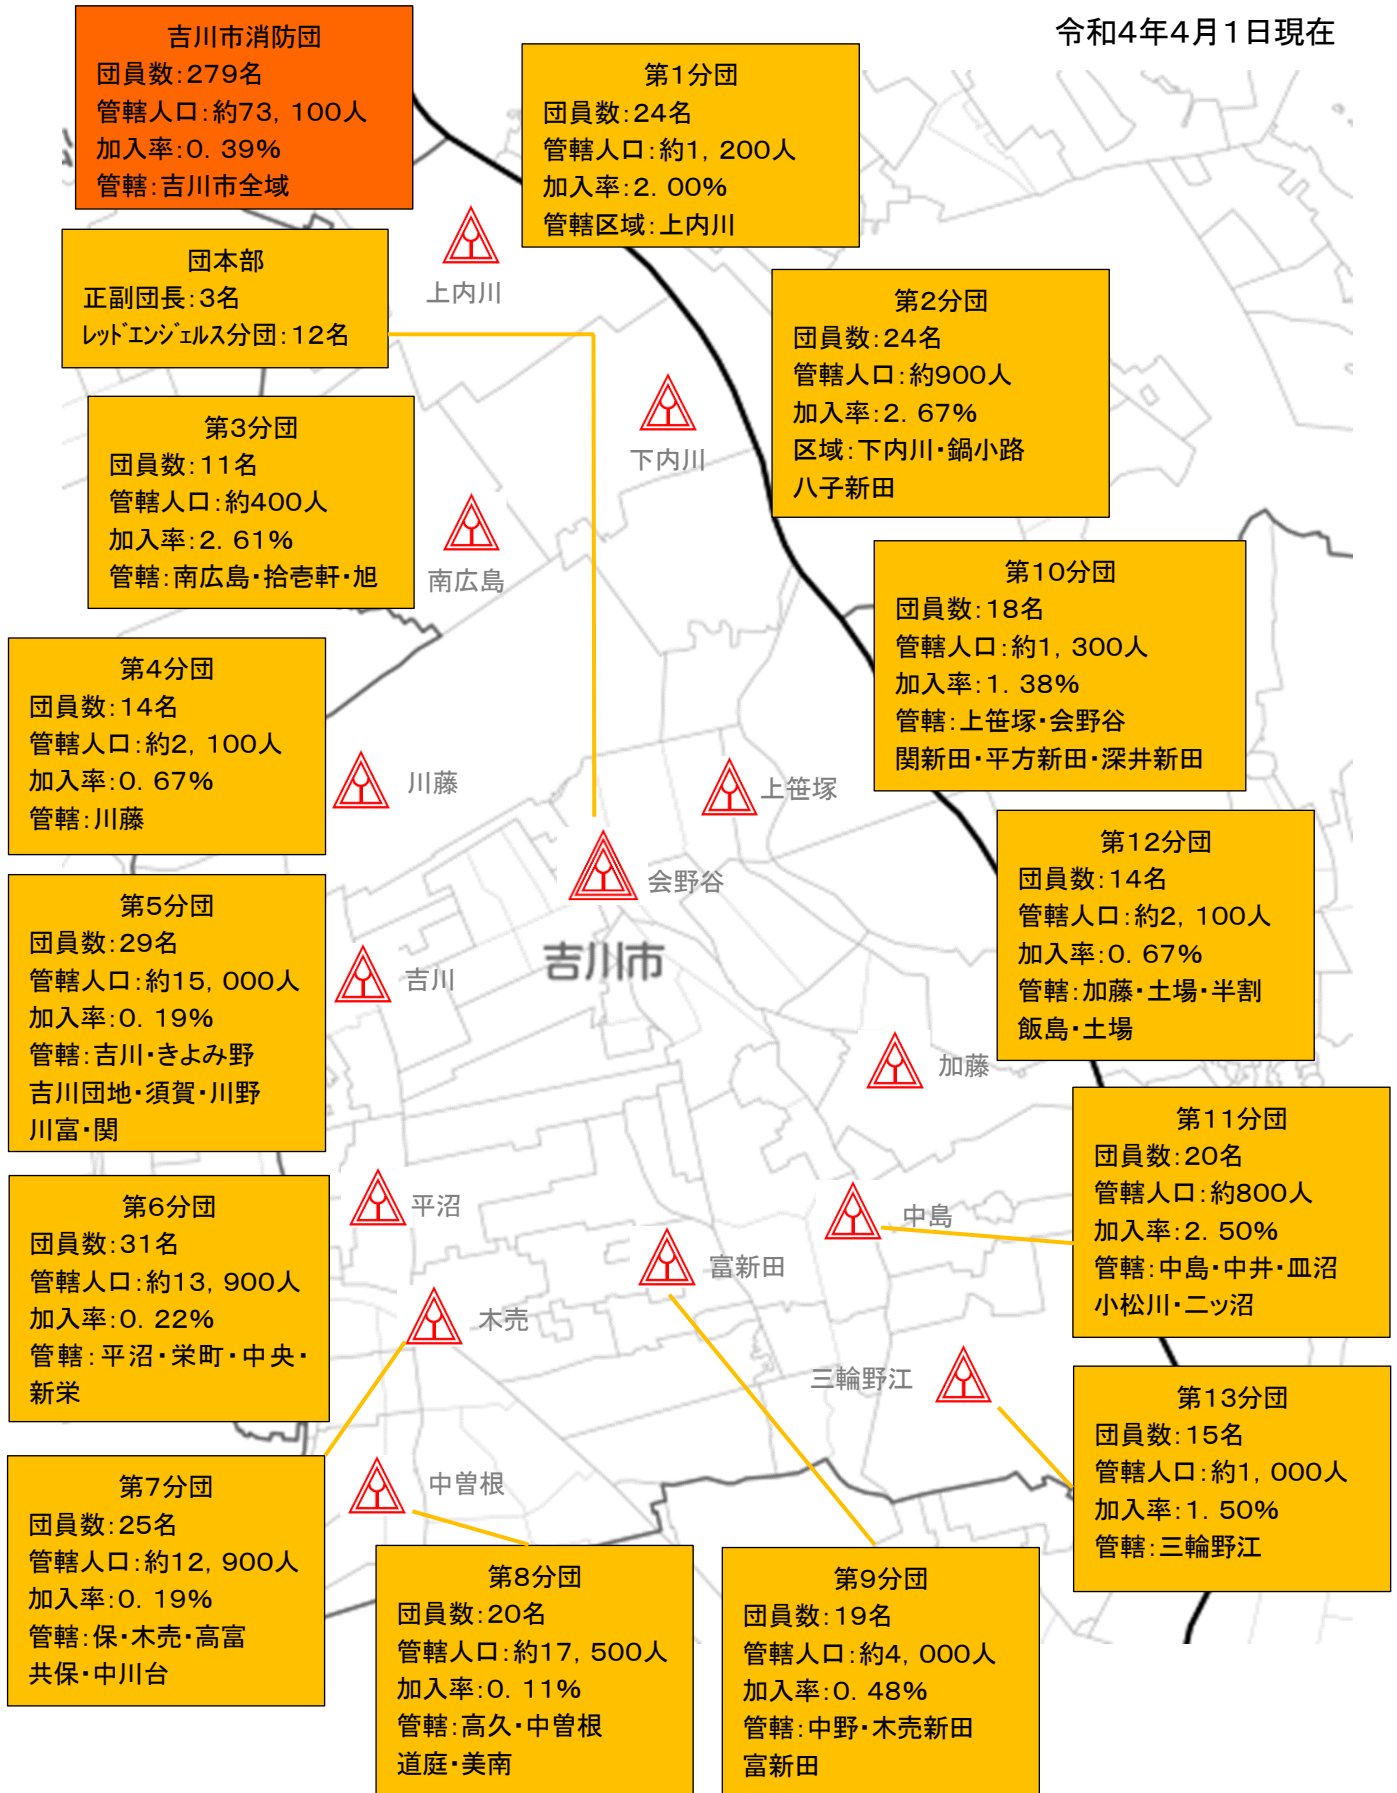 令和4年4月1日現在
吉川市消防団
団員数:279名
管轄人口:約73,100人
加入率:0.39%
管轄:吉川市全域
第1分団
団員数:24名
管轄人口:約1,200人
加入率:2.00%
管轄区域:上内川
団本部
正副団長:3名
ﾚｯﾄﾞｴﾝｼﾞｪﾙｽ分団:12名
上内川
第2分団
団員数:24名
管轄人口:約900人
加入率:2.67%
区域:下内川・鍋小路
八子新田
下内川
第3分団
団員数:11名
管轄人口:約400人
加入率:2.61%
管轄:南広島・拾壱軒・旭
南広島
第10分団
団員数:18名
管轄人口:約1,300人
加入率:1.38%
管轄:上笹塚・会野谷
関新田・平方新田・深井新田
第4分団
団員数:14名
管轄人口:約2,100人
加入率:0.67%
管轄:川藤
川藤
上笹塚
会野谷
吉川市
第12分団
団員数:14名
管轄人口:約2,100人
加入率:0.67%
管轄:加藤・土場・半割
飯島・土場
第5分団
団員数:29名
管轄人口:約15,000人
加入率:0.19%
管轄:吉川・きよみ野
吉川団地・須賀・川野
川富・関
吉川
加藤
第11分団
団員数:20名
管轄人口:約800人
加入率:2.50%
管轄:中島・中井・皿沼
小松川・二ッ沼
第6分団
団員数:31名
管轄人口:約13,900人
加入率:0.22%
管轄:平沼・栄町・中央・
新栄
平沼
中島
富新田
木売
三輪野江
第13分団
団員数:15名
管轄人口:約1,000人
加入率:1.50%
管轄:三輪野江
第7分団
団員数:25名
管轄人口:約12,900人
加入率:0.19%
管轄:保・木売・高富
共保・中川台
中曽根
第8分団
団員数:20名
管轄人口:約17,500人
加入率:0.11%
管轄:高久・中曽根
道庭・美南
第9分団
団員数:19名
管轄人口:約4,000人
加入率:0.48%
管轄:中野・木売新田
富新田